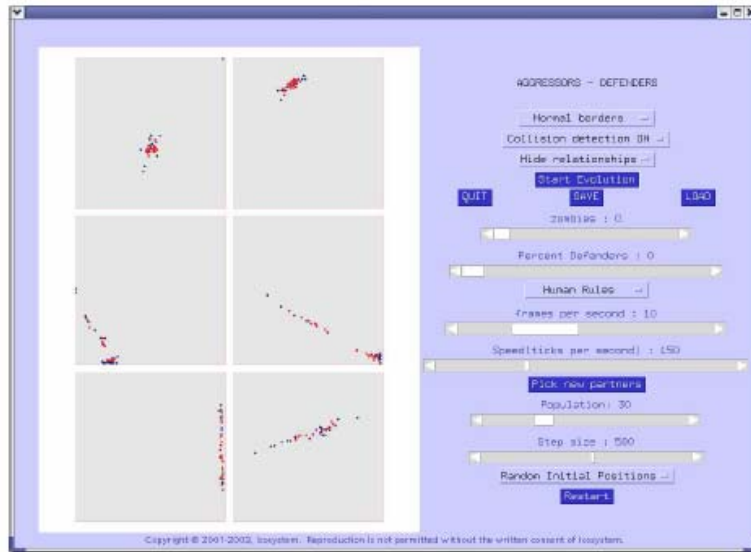 AGGRESSORS - DEFENDERS
Normal borders
Collision detection ON
Hide relationships
Start Evolution
QUIT SAVE LOAD
Zombies : 0
Percent Defenders : 0
Human Rules
frames per second : 10
Speed(ticks per second) : 150
Pick new partners
Population: 30
Step size : 500
Random Initial Positions
Restart
Copyright © 2001-2002, Icosystem. Reproduction is not permitted without the written consent of Icosystem.